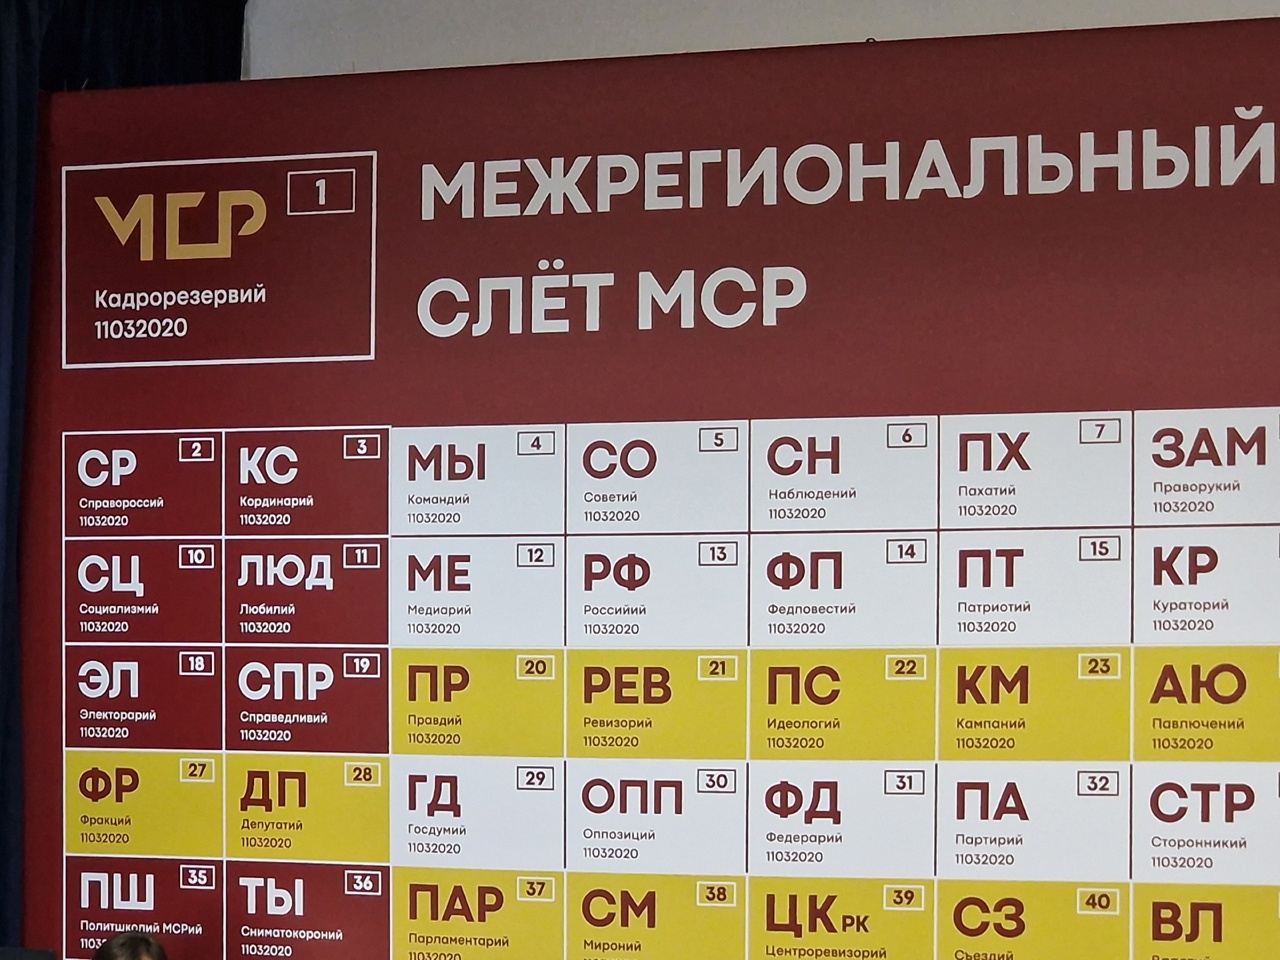 МСР 1
Кадрорезервий
11032020
МЕЖРЕГИОНАЛЬНЫЙ
СЛЁТ МСР
СР 2
Справороссий
11032020
КС 3
Кординарий
11032020
МЫ 4
Командий
11032020
СО 5
Советий
11032020
СН 6
Наблюдений
11032020
ПХ 7
Пахатий
11032020
ЗАМ
Праворукий
11032020
СЦ 10
Социализмий
11032020
ЛЮД 11
Любилий
11032020
МЕ 12
Медиарий
11032020
РФ 13
Россиийий
11032020
ФП 14
Федповестий
11032020
ПТ 15
Патриотий
11032020
КР
Кураторий
11032020
ЭЛ 18
Электорарий
11032020
СПР 19
Справедливий
11032020
ПР 20
Правдий
11032020
РЕВ 21
Ревизорий
11032020
ПС 22
Идеологий
11032020
КМ 23
Кампаний
11032020
АЮ
Павлючений
11032020
ФР 27
Фракций
11032020
ДП 28
Депутатий
11032020
ГД 29
Госдумий
11032020
ОПП 30
Оппозиций
11032020
ФД 31
Федерарий
11032020
ПА 32
Партирий
11032020
СТР
Сторонникий
11032020
ПШ 35
Политшколий МСРий
1103
ТЫ 36
Сниматокороний
11032020
ПАР 37
Парламентарий
11032020
СМ 38
Мироний
ЦКРК 39
Центроревизорий
СЗ 40
Съездий
ВЛ